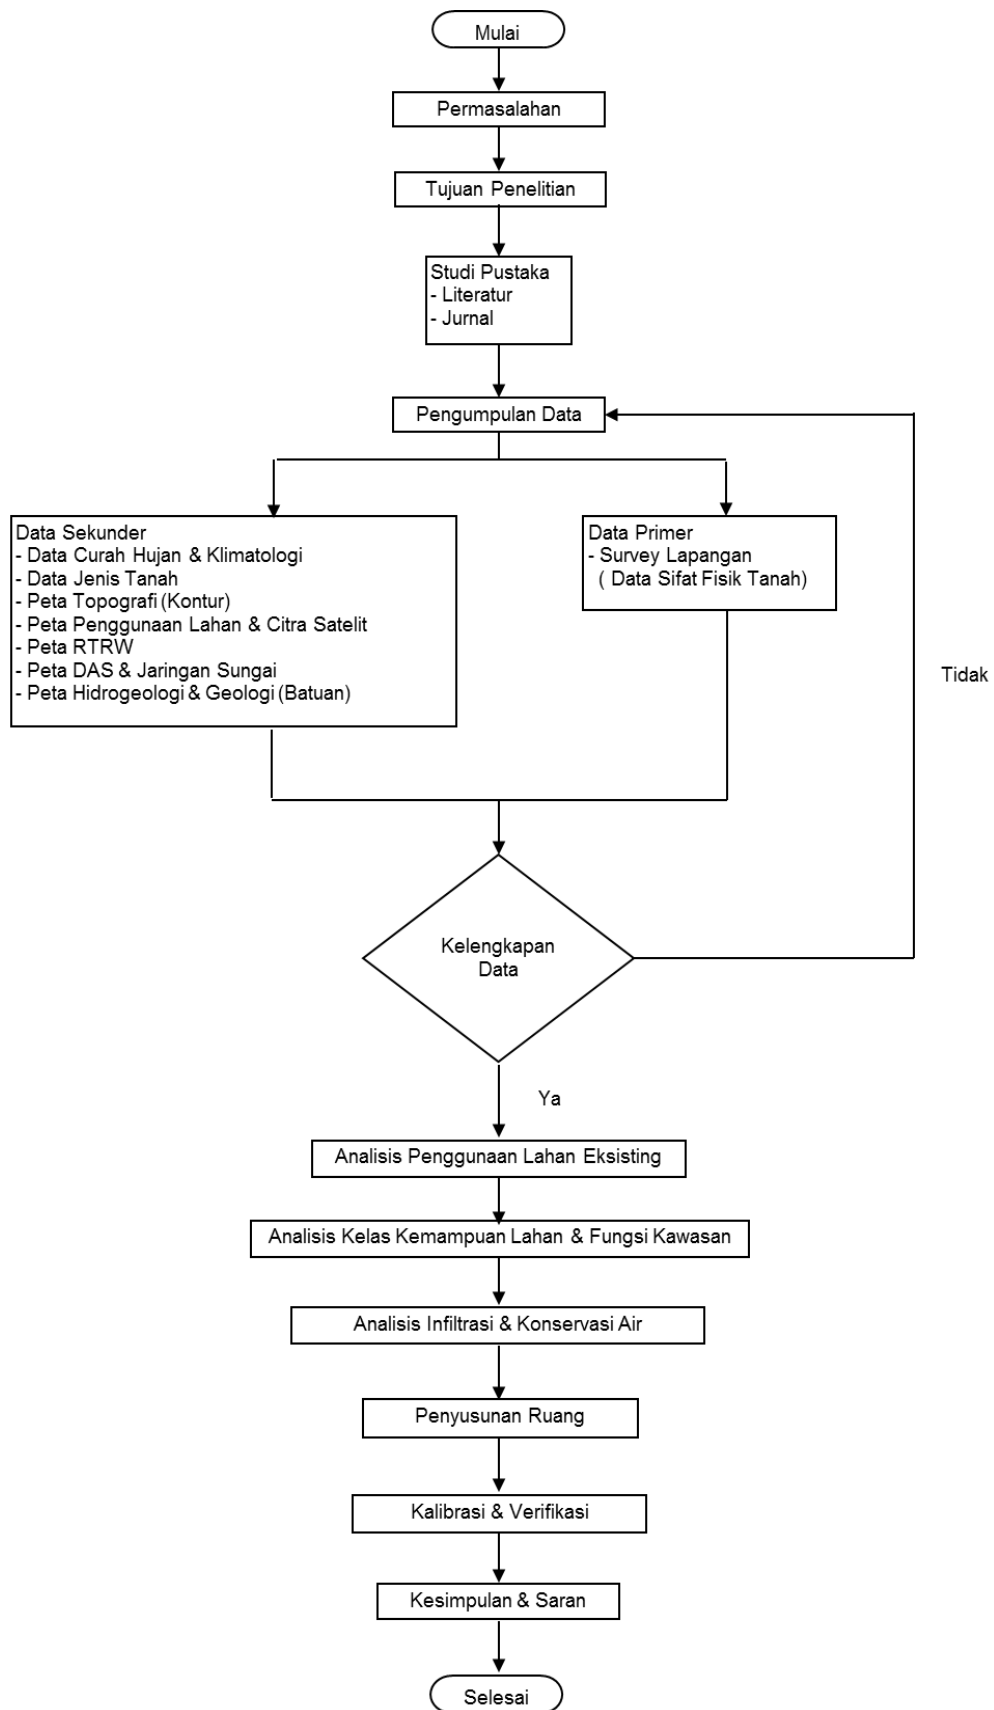 Mulai
Permasalahan
Tujuan Penelitian
Studi Pustaka
- Literatur
- Jurnal
Pengumpulan Data
Data Sekunder
- Data Curah Hujan & Klimatologi
- Data Jenis Tanah
- Peta Topografi (Kontur)
- Peta Penggunaan Lahan & Citra Satelit
- Peta RTRW
- Peta DAS & Jaringan Sungai
- Peta Hidrogeologi & Geologi (Batuan)
Data Primer
- Survey Lapangan
( Data Sifat Fisik Tanah)
Tidak
Kelengkapan
Data
Ya
Analisis Penggunaan Lahan Eksisting
Analisis Kelas Kemampuan Lahan & Fungsi Kawasan
Analisis Infiltrasi & Konservasi Air
Penyusunan Ruang
Kalibrasi & Verifikasi
Kesimpulan & Saran
Selesai